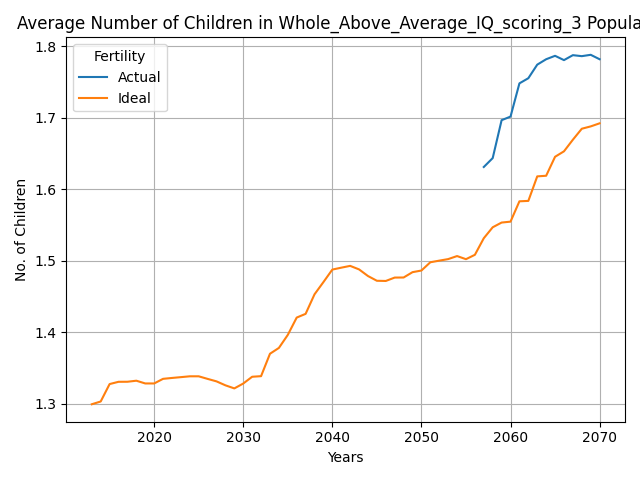 Average Number of Children in Whole_Above_Average_IQ_scoring_3 Popula
Fertility
Actual
Ideal
1.8
1.7
1.6
1.5
1.4
1.3
No. of Children
2020 2030 2040 2050 2060 2070
Years